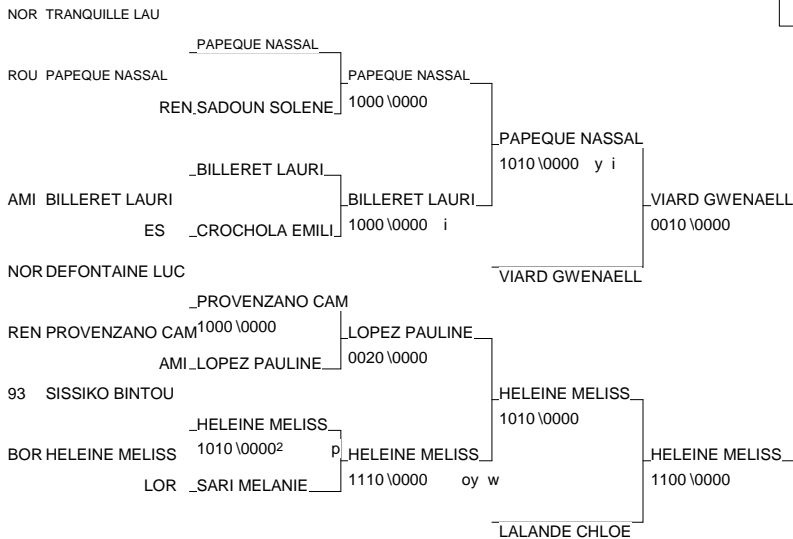 NOR TRANQUILLE LAU
PAPEQUE NASSAL
ROU PAPEQUE NASSAL PAPEQUE NASSAL
REN SADOUN SOLENE 1000 \0000
PAPEQUE NASSAL
BILLERET LAURI 1010 \0000 y i
AMI BILLERET LAURI BILLERET LAURI VIARD GWENAELL
ES CROCHOLA EMILI 1000 \0000 i 0010 \0000
NOR DEFONTAINE LUC VIARD GWENAELL
PROVENZANO CAM
REN PROVENZANO CAM 1000 \0000 LOPEZ PAULINE
AMI LOPEZ PAULINE 0020 \0000
93 SISSIKO BINTOU HELEINE MELISS
HELEINE MELISS 1010 \0000
BOR HELEINE MELISS 1010 \0000² p HELEINE MELISS HELEINE MELISS
LOR SARI MELANIE 1110 \0000 oy w 1100 \0000
LALANDE CHLOE